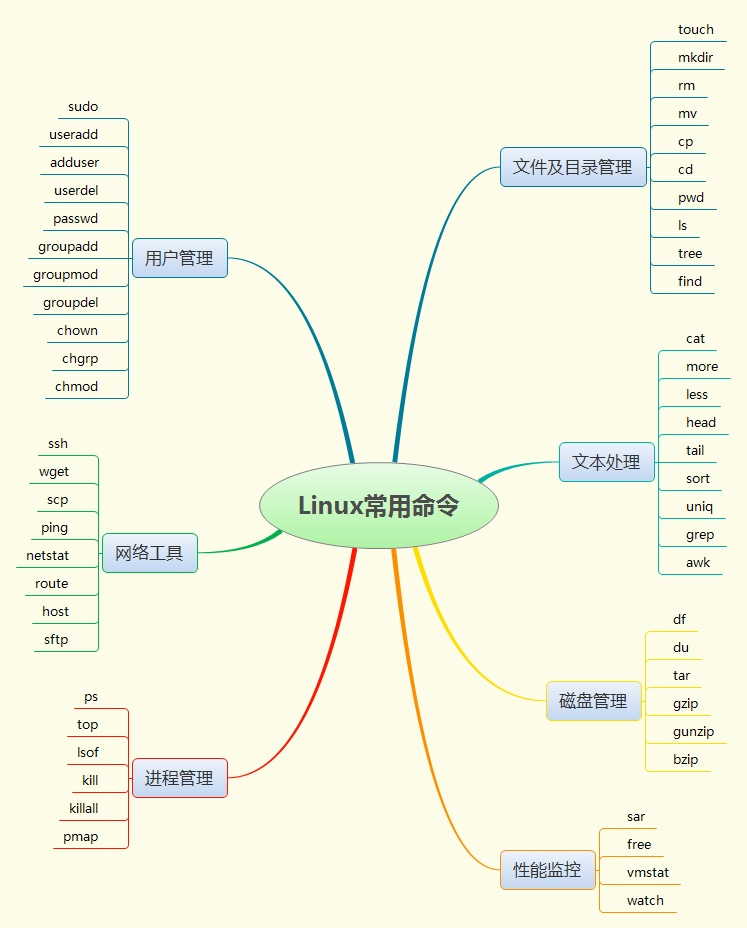 Linux常用命令
文件及目录管理
touch
mkdir
rm
mv
cp
cd
pwd
ls
tree
find
文本处理
cat
more
less
head
tail
sort
uniq
grep
awk
磁盘管理
df
du
tar
gzip
gunzip
bzip
性能监控
sar
free
vmstat
watch
用户管理
sudo
useradd
adduser
userdel
passwd
groupadd
groupmod
groupdel
chown
chgrp
chmod
网络工具
ssh
wget
scp
ping
netstat
route
host
sftp
进程管理
ps
top
lsof
kill
killall
pmap